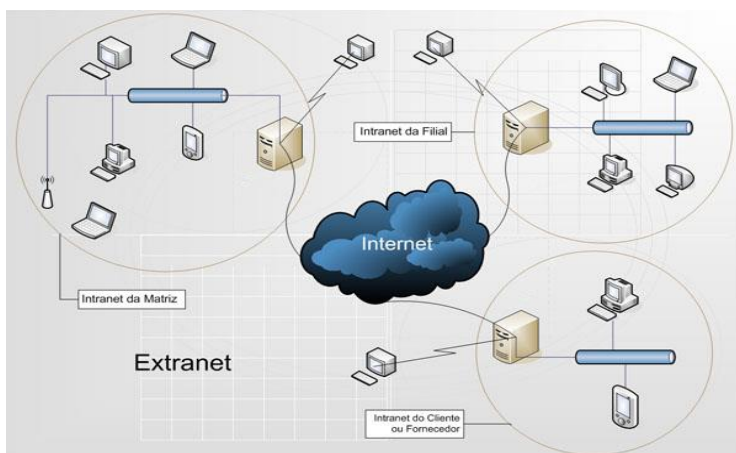 Intranet da Filial
Internet
Intranet da Matriz
Extranet
Intranet do Cliente
ou Fornecedor